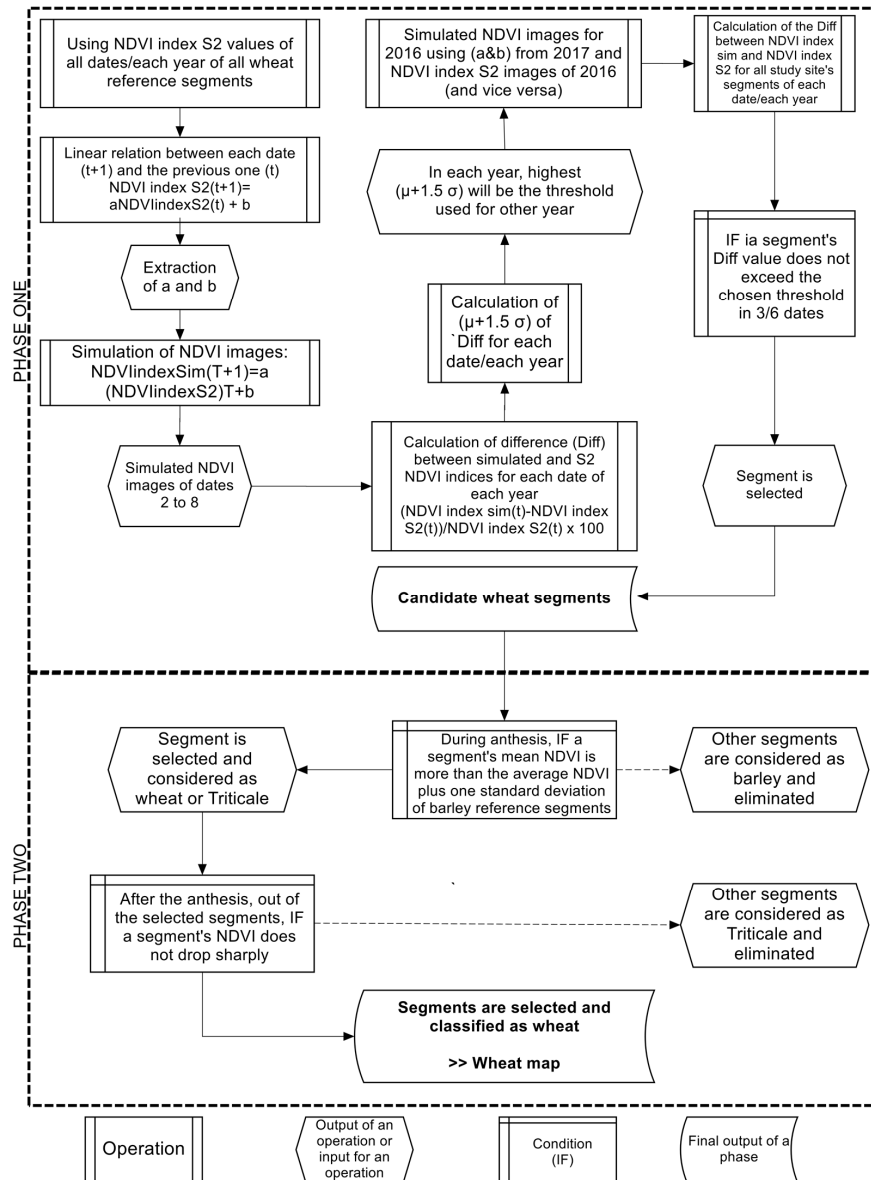 PHASE ONE
Using NDVI index S2 values of
all dates/each year of all wheat
reference segments
Linear relation between each date
(t+1) and the previous one (t)
NDVI index S2(t+1)=
aNDVIindexS2(t) + b
Extraction
of a and b
Simulation of NDVI images:
NDVIindexSim(T+1)=a
(NDVIindexS2)T+b
Simulated NDVI
images of dates
2 to 8
Calculation of difference (Diff)
between simulated and S2
NDVI indices for each date of
each year
(NDVI index sim(t)-NDVI index
S2(t))/NDVI index S2(t) x 100
Calculation of
(μ+1.5 σ) of
`Diff for each
date/each year
In each year, highest
(μ+1.5 σ) will be the threshold
used for other year
Simulated NDVI images for
2016 using (a&b) from 2017 and
NDVI index S2 images of 2016
(and vice versa)
Calculation of the Diff
between NDVI index
sim and NDVI index
S2 for all study site's
segments of each
date/each year
IF ia segment's
Diff value does not
exceed the
chosen threshold
in 3/6 dates
Segment is
selected
Candidate wheat segments
PHASE TWO
During anthesis, IF a
segment's mean NDVI is
more than the average NDVI
plus one standard deviation
of barley reference segments
Segment is
selected and
considered as
wheat or Triticale
Other segments
are considered as
barley and
eliminated
After the anthesis, out of
the selected segments, IF
a segment's NDVI does
not drop sharply
`
Other segments
are considered as
Triticale and
eliminated
Segments are selected and
classified as wheat
>> Wheat map
Operation
Output of an
operation or
input for an
operation
Condition
(IF)
Final output of a
phase